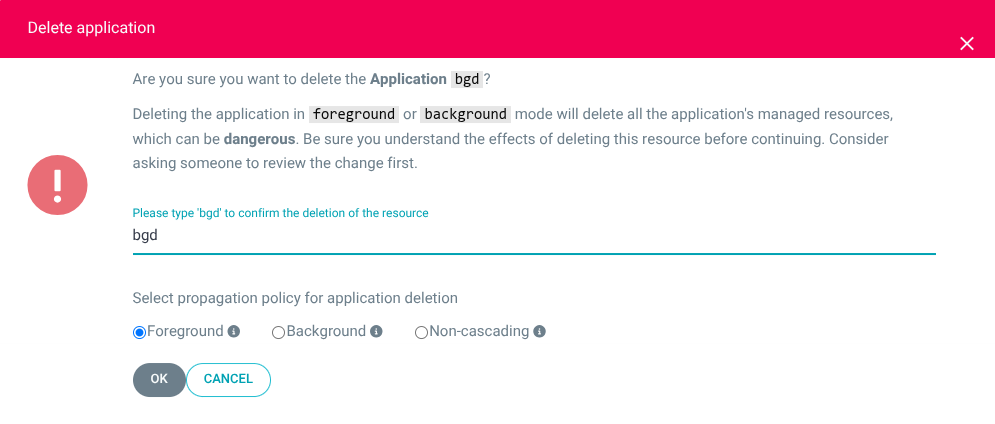 Delete application
Are you sure you want to delete the Application bgd?
Deleting the application in foreground or background mode will delete all the application's managed resources,
which can be dangerous. Be sure you understand the effects of deleting this resource before continuing. Consider
asking someone to review the change first.
Please type 'bgd' to confirm the deletion of the resource
bgd
Select propagation policy for application deletion
Foreground Background Non-cascading
OK CANCEL